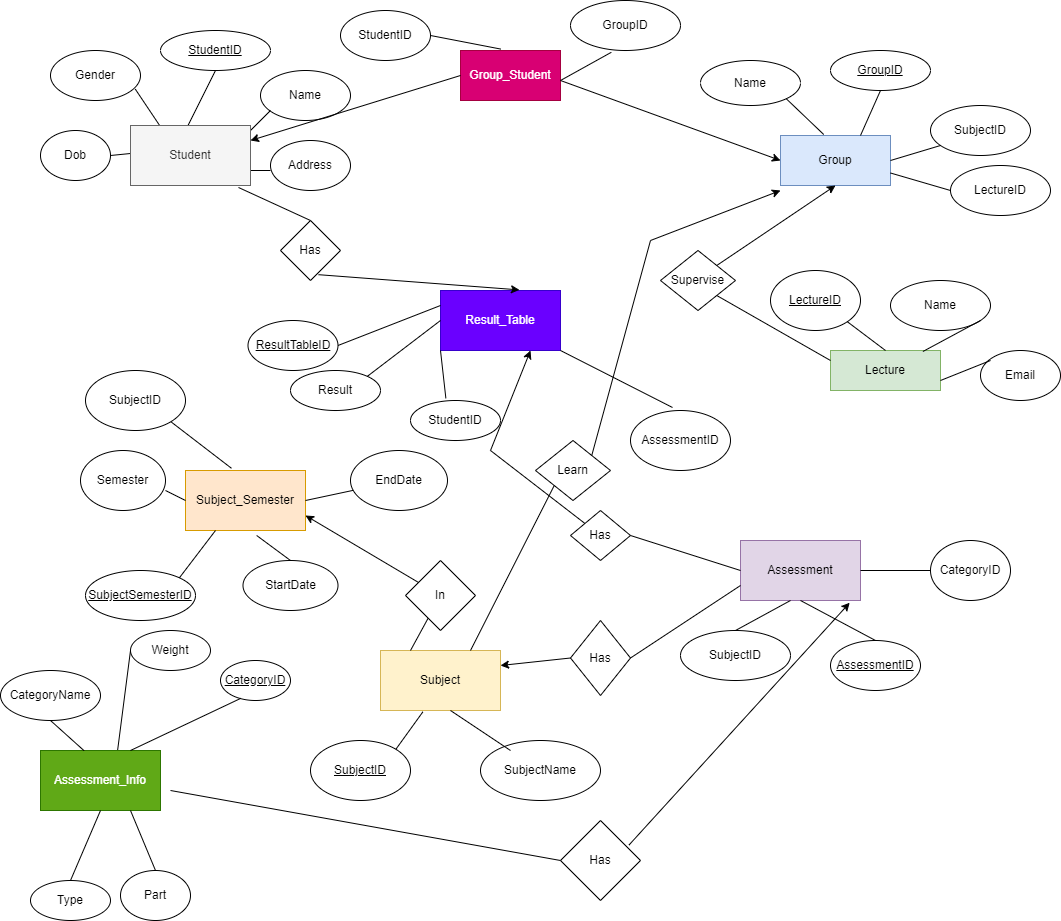 GroupID
StudentID
StudentID
Gender
Group_Student
GroupID
Name
Name
SubjectID
Dob
Student
Group
Address
LectureID
Has
Supervise
LectureID
Name
Result_Table
ResultTableID
Lecture
Email
Result
SubjectID
StudentID
AssessmentID
Learn
Semester
EndDate
Subject_Semester
Has
Assessment
CategoryID
StartDate
SubjectSemesterID
In
Weight
SubjectID
Has
AssessmentID
CategoryID
Subject
CategoryName
SubjectID
SubjectName
Assessment_Info
Has
Part
Type